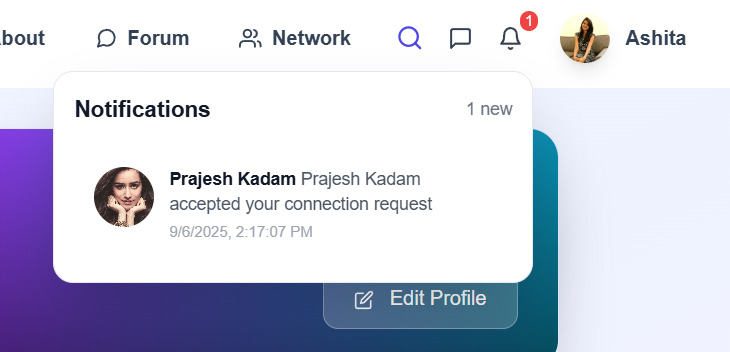 bout
Forum
Network
1
Ashita
Notifications
1 new
Prajesh Kadam Prajesh Kadam
accepted your connection request
9/6/2025, 2:17:07 PM
Edit Profile